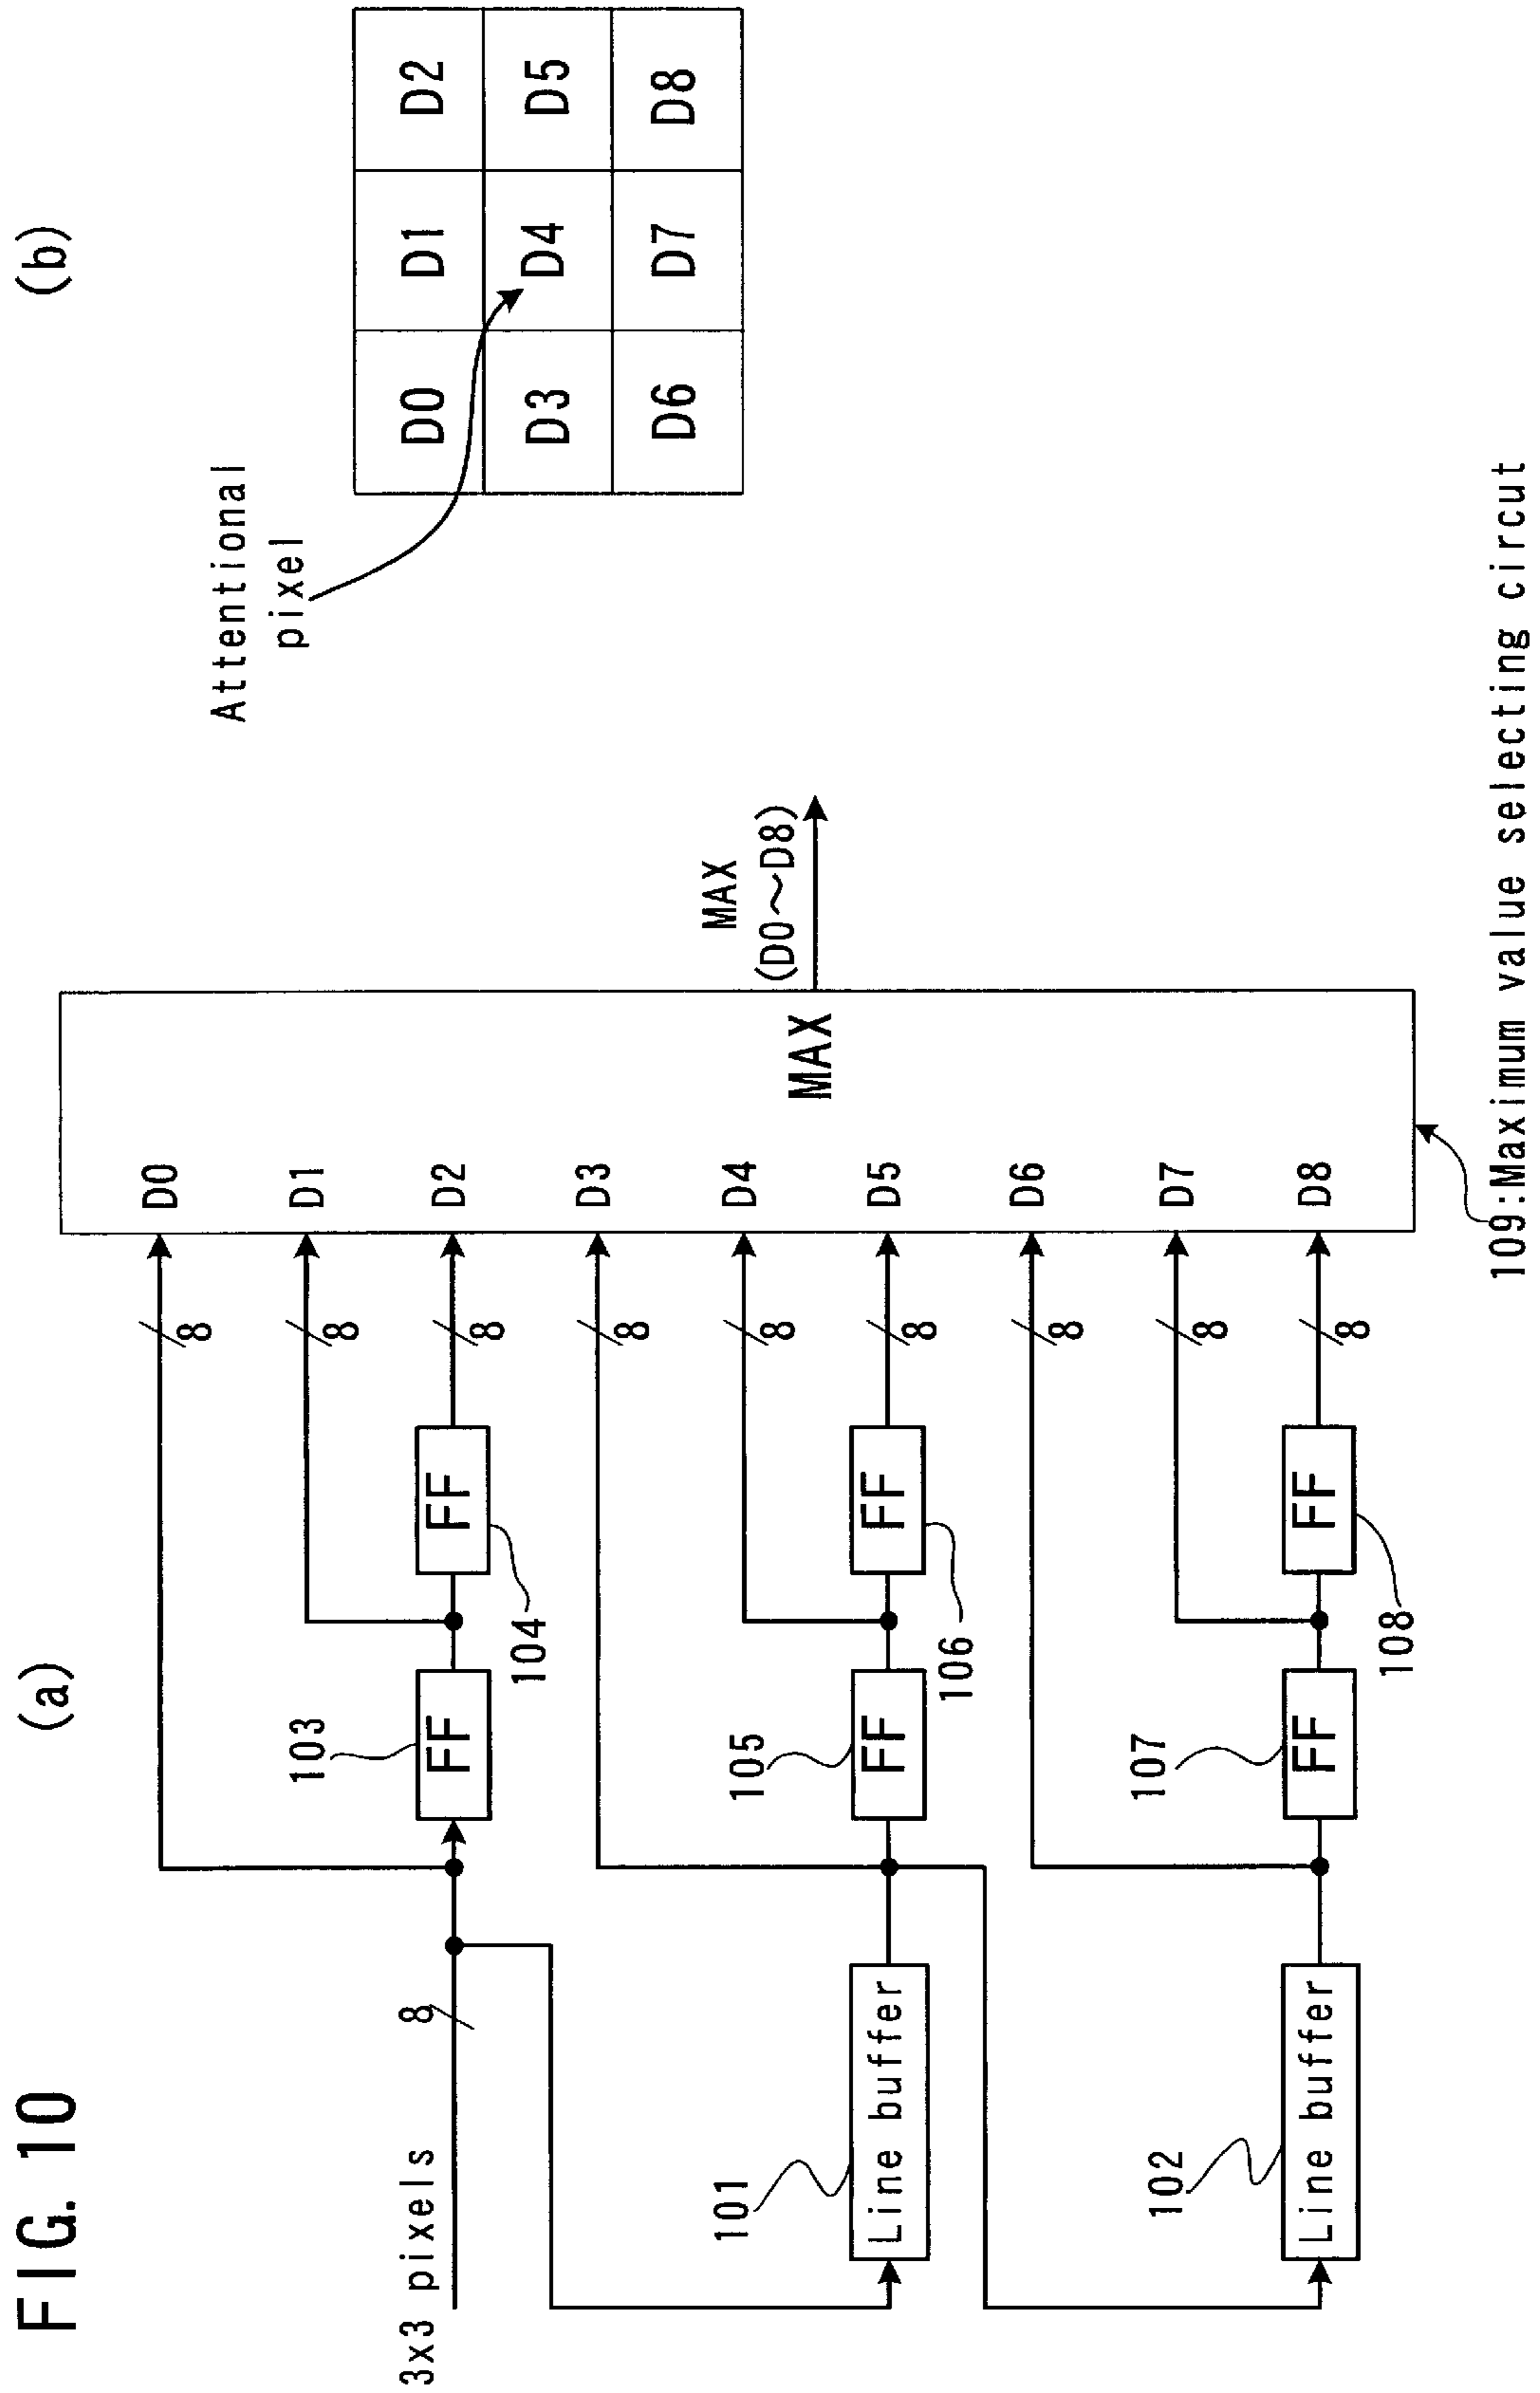 FIG. 10
(a)
3x3 pixels
8
103
FF
104
FF
8
D0
8
D1
8
D2
101
Line buffer
105
FF
106
FF
8
D3
8
D4
8
D5
102
Line buffer
107
FF
108
FF
8
D6
8
D7
8
D8
MAX
MAX
(D0~D8)
109:Maximum value selecting circut
(b)
Attentional
pixel
D0 D1 D2
D3 D4 D5
D6 D7 D8